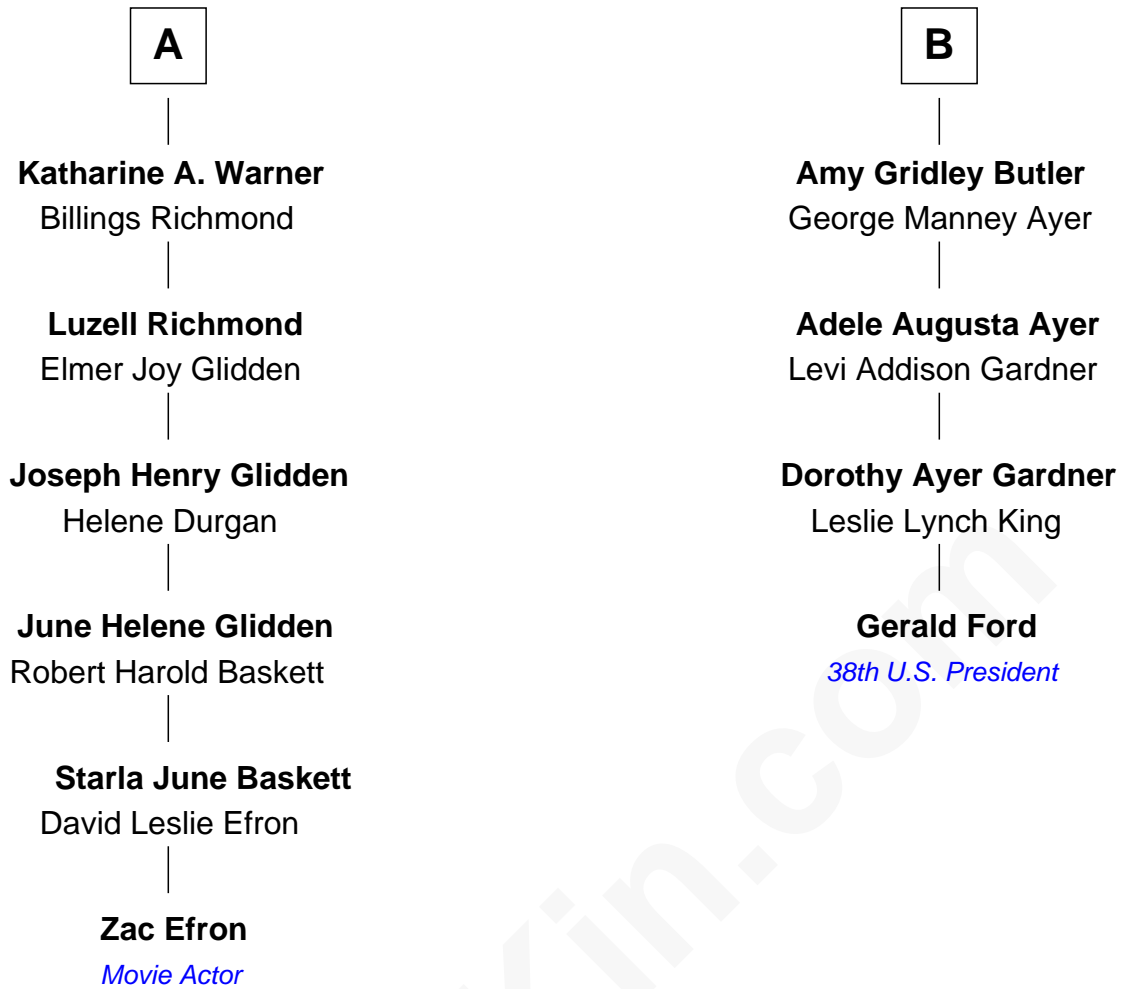 A
Katharine A. Warner
Billings Richmond
Luzell Richmond
Elmer Joy Glidden
Joseph Henry Glidden
Helene Durgan
June Helene Glidden
Robert Harold Baskett
Starla June Baskett
David Leslie Efron
Zac Efron
Movie Actor
B
Amy Gridley Butler
George Manney Ayer
Adele Augusta Ayer
Levi Addison Gardner
Dorothy Ayer Gardner
Leslie Lynch King
Gerald Ford
38th U.S. President
Kin.com